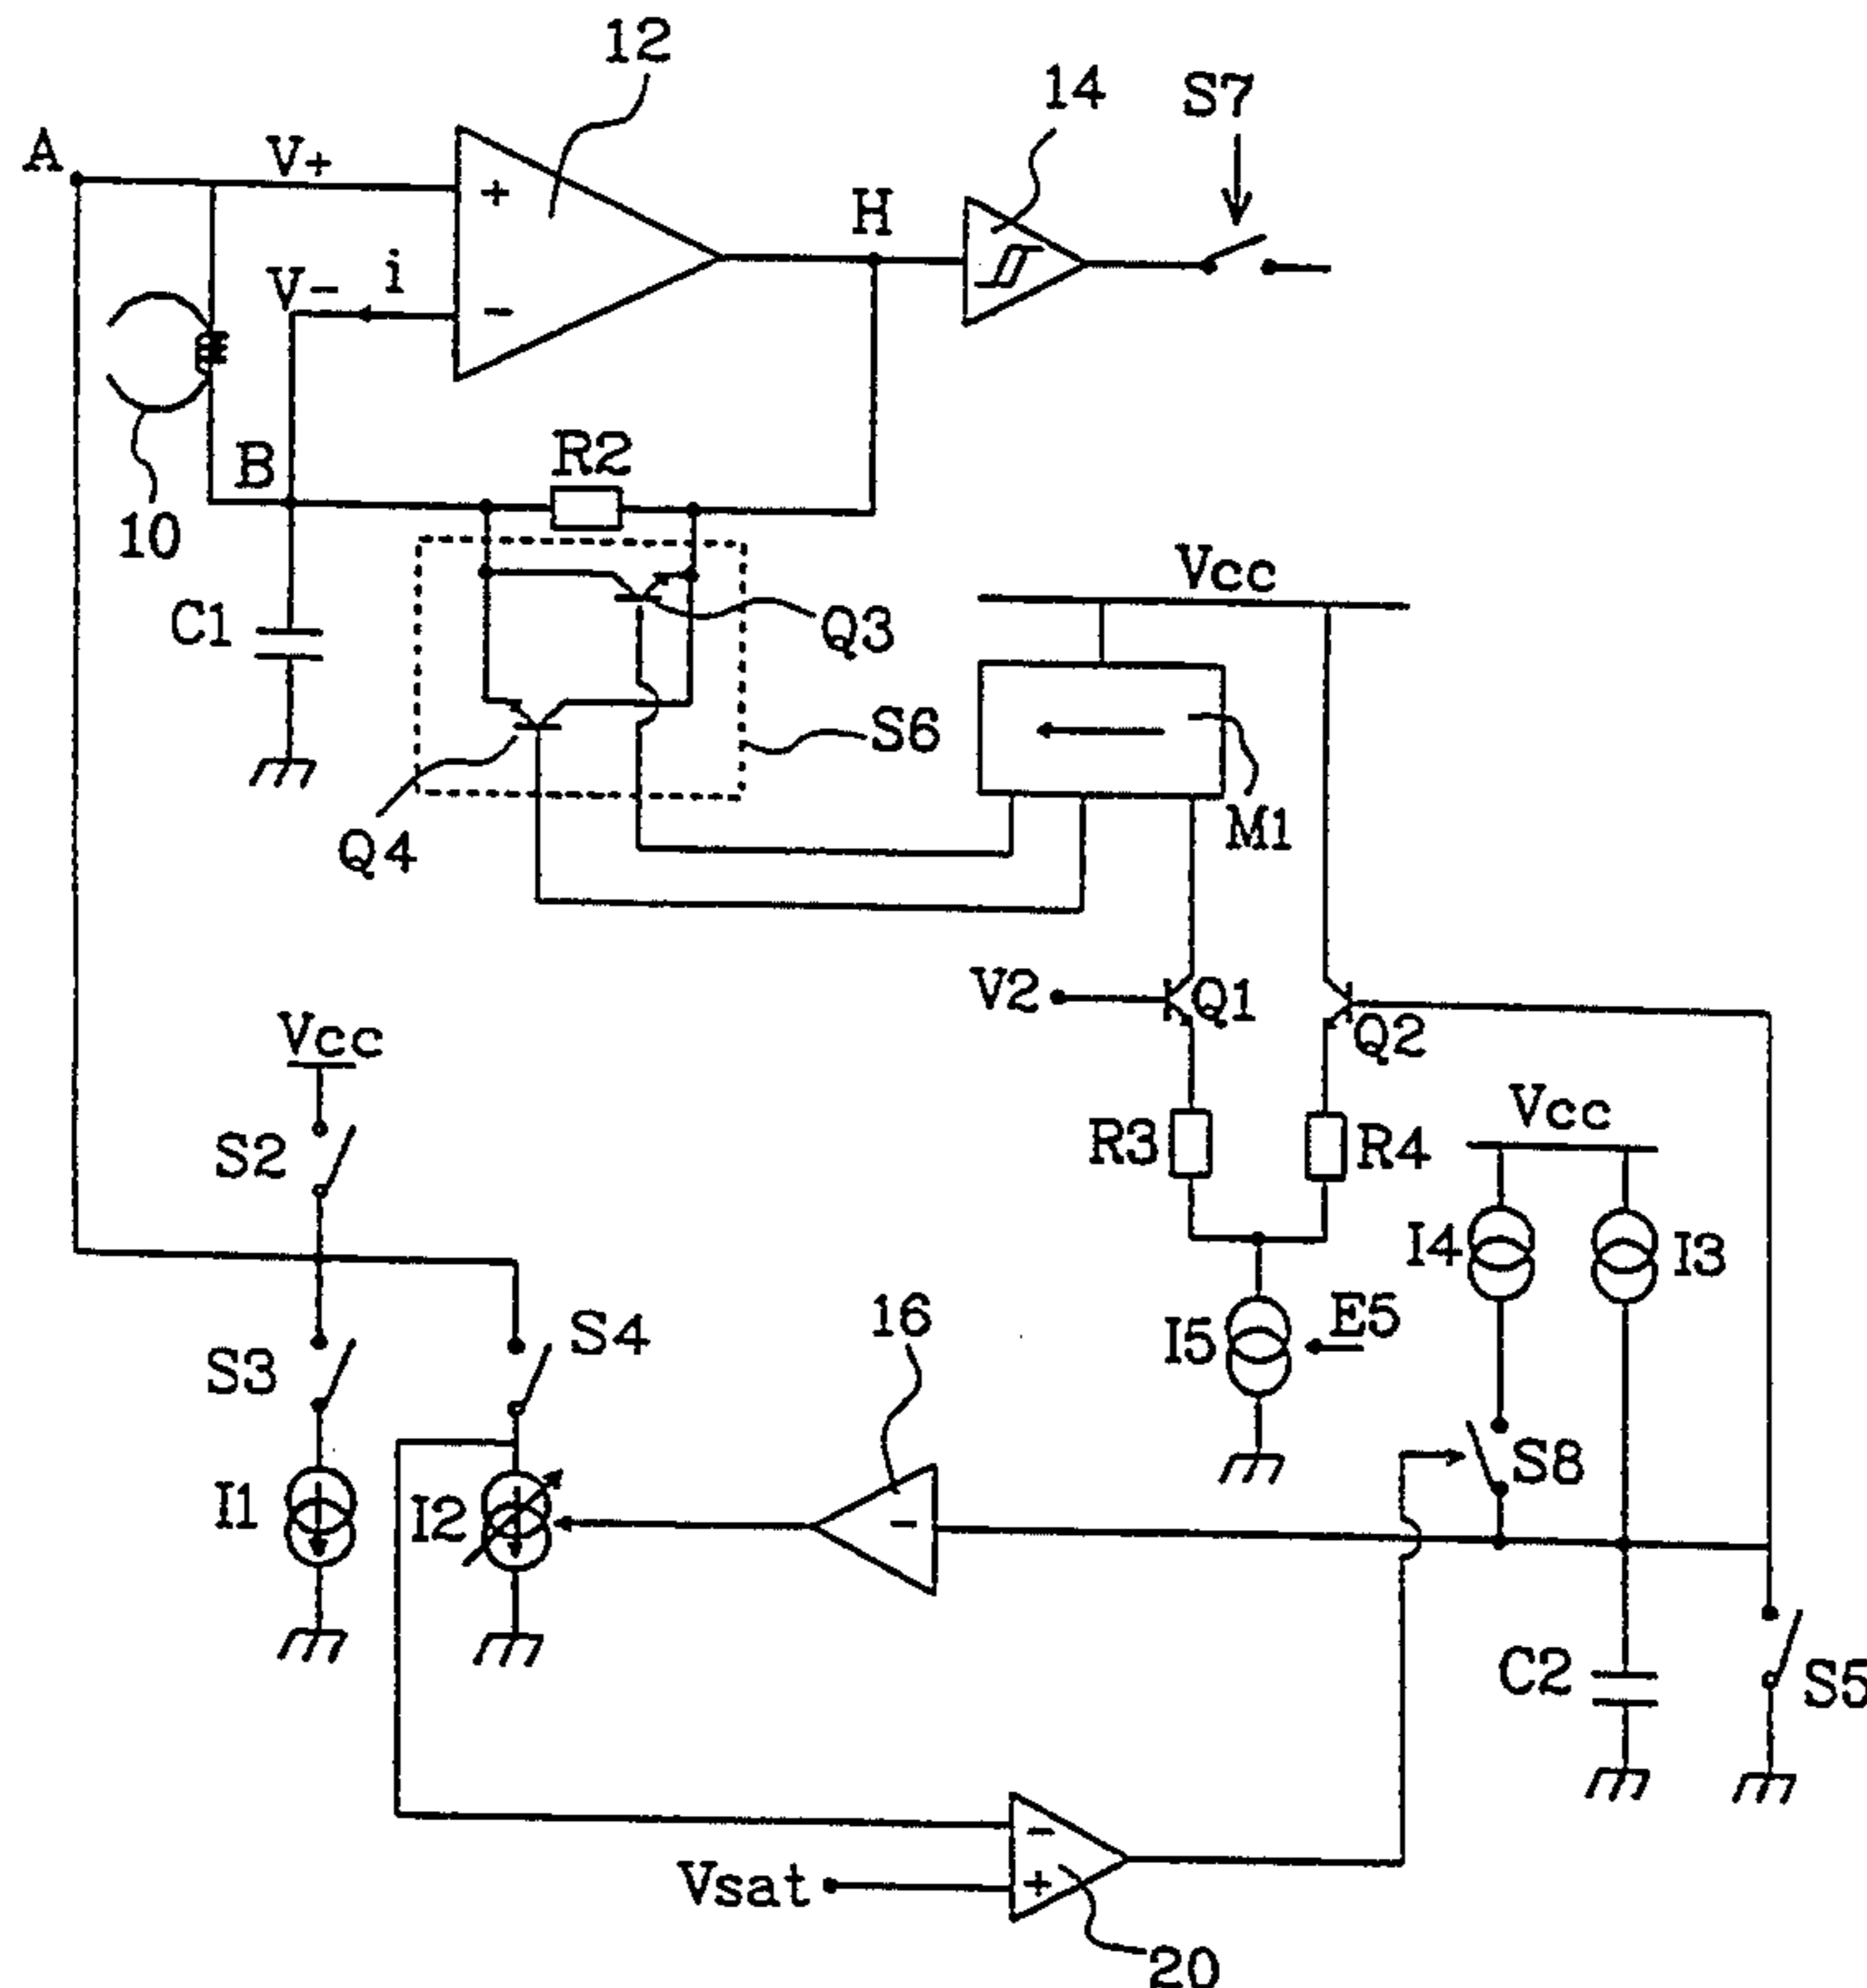 12
14
S7
A
V+
+
H
V-
i
-
B
R2
10
Vcc
C1
Q3
S6
M1
Q4
V2
Q1
Q2
Vcc
S2
R3
R4
Vcc
I4
I3
16
S4
I5
E5
S3
S8
I1
I2
-
C2
S5
-
Vsat
+
20